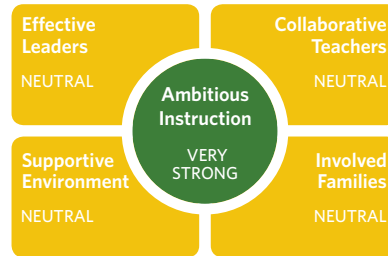 Effective
Leaders
NEUTRAL
Collaborative
Teachers
NEUTRAL
Ambitious
Instruction
VERY
STRONG
Supportive
Environment
NEUTRAL
Involved
Families
NEUTRAL